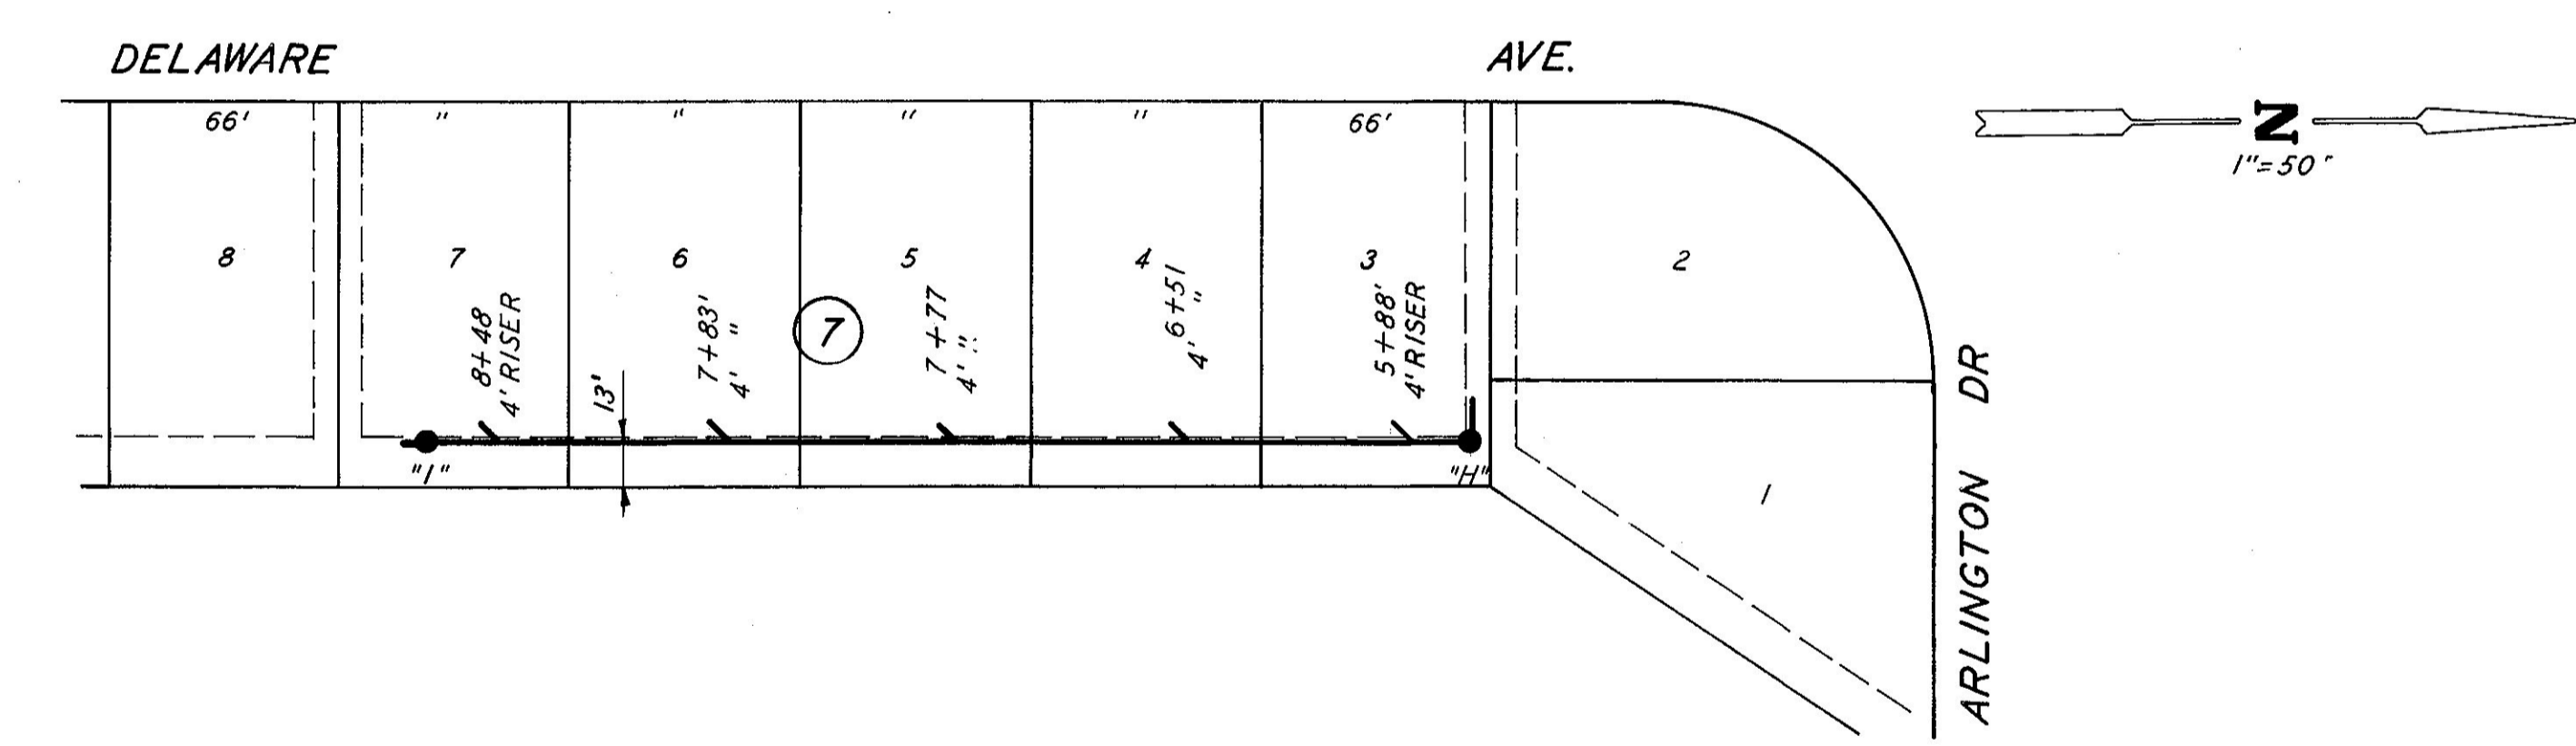 DELAWARE AVE.
66' " " " " 66'
N
1"=50"
8 7 6 5 4 3 2
8+48
4' RISER
7+83'
4' "
7
7+77
4' "
6+51
4' "
5+88'
4' RISER
13'
"I" "H"
1
ARLINGTON DR